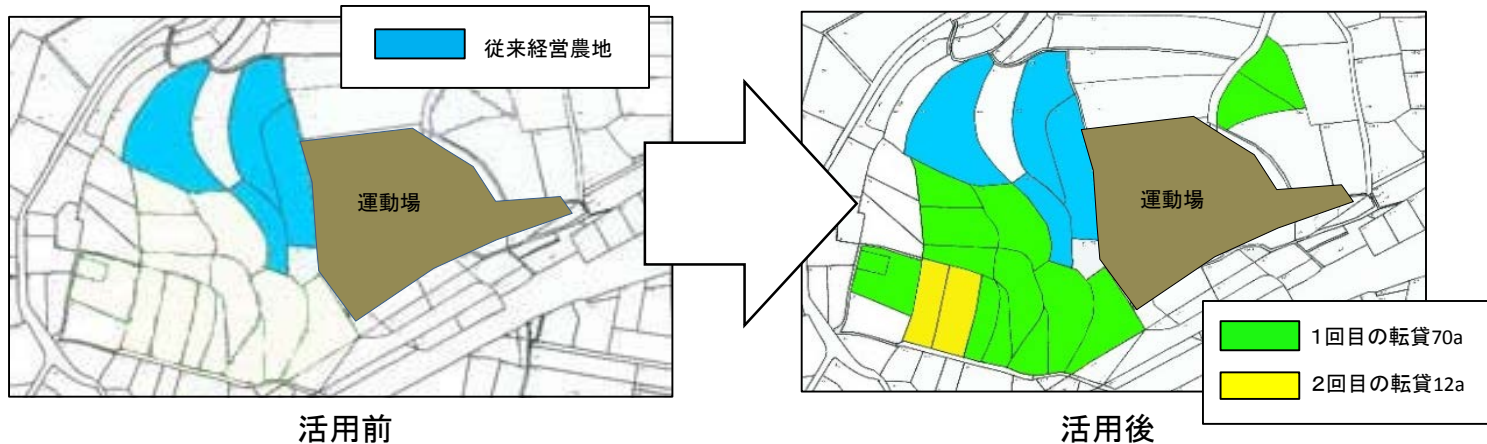 従来経営農地
運動場
活用前
運動場
１回目の転貸70a
２回目の転貸12a
活用後